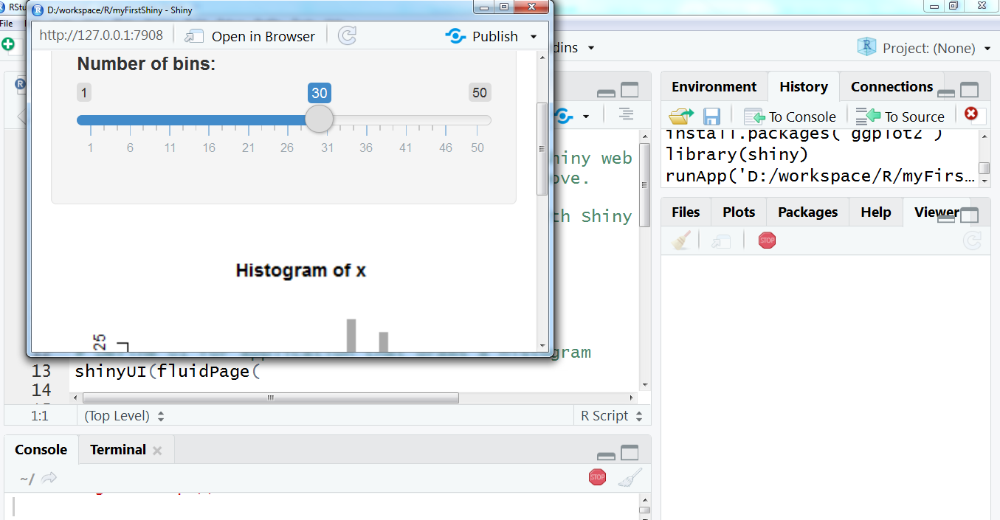 RStu
D:/workspace/R/myFirstShiny - Shiny
File
http://127.0.0.1:7908 Open in Browser Publish
dins
Project: (None)
Number of bins:
1 30 50
1 6 11 16 21 26 31 36 41 46 50
Histogram of x
25
hiny web
ove.
th Shiny
gram
13 shinyUI(fluidPage(
14
1:1 (Top Level) R Script
Console Terminal
~/ STOP
Environment History Connections
To Console To Source
install.packages("ggplot2")
library(shiny)
runApp('D:/workspace/R/myFirs...
Files Plots Packages Help Viewer
STOP